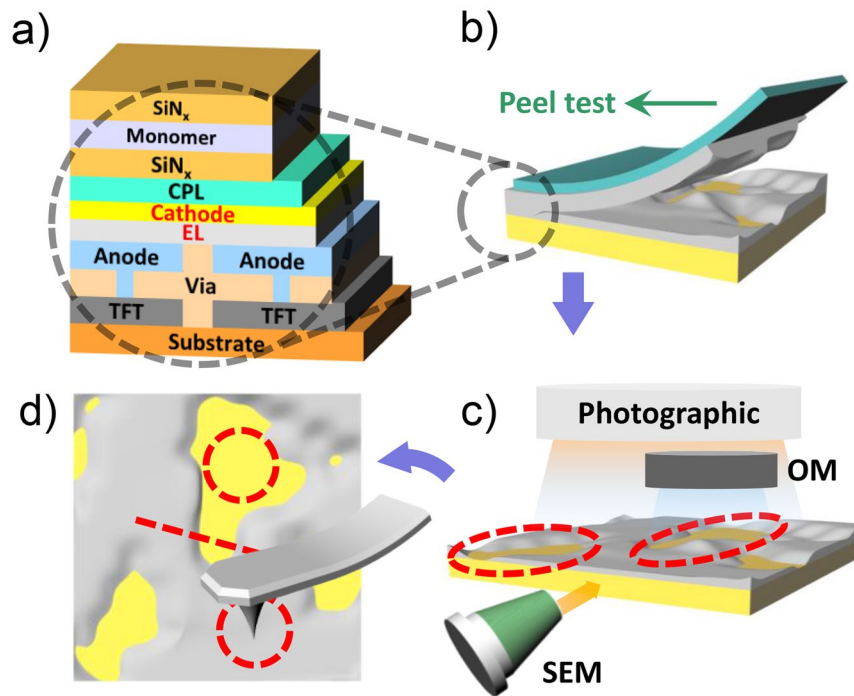 a)
SiNx
Monomer
SiNx
CPL
Cathode
EL
Anode Anode
Via
TFT TFT
Substrate
b)
Peel test
d)
c)
Photographic
OM
SEM